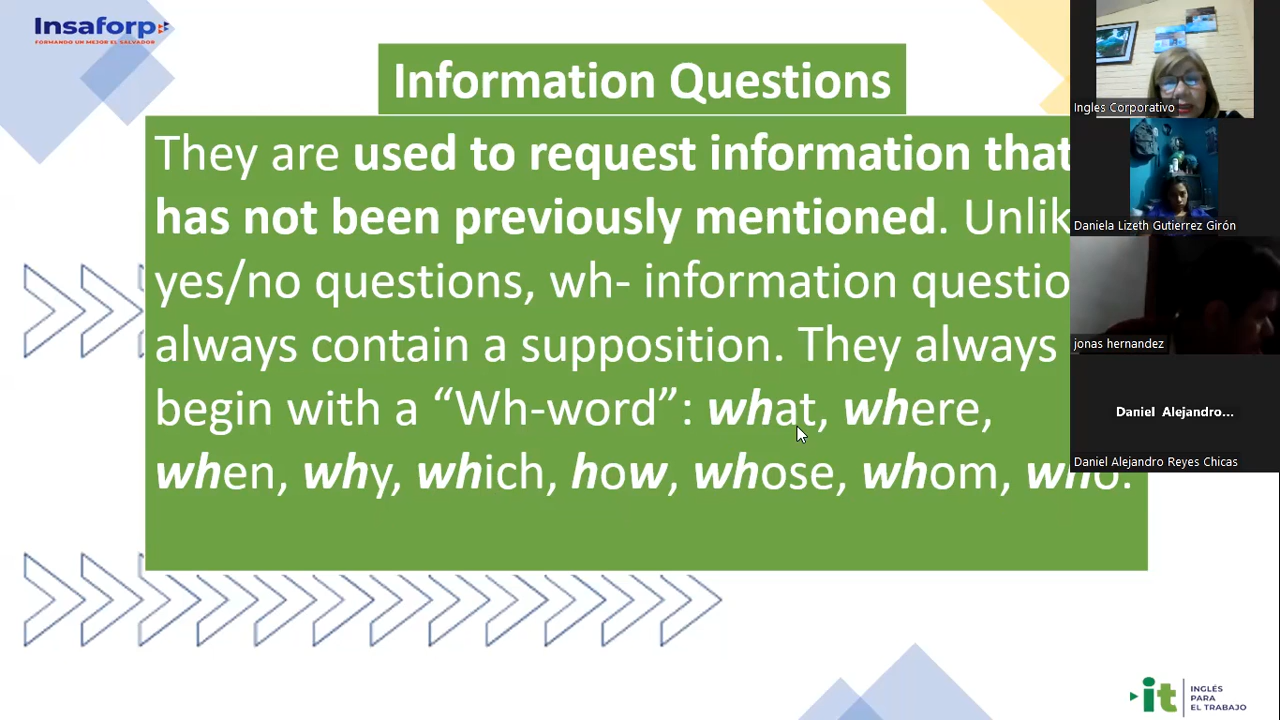 Insaforp
FORMANDO UN MEJOR EL SALVADOR
Information Questions
They are used to request information that
has not been previously mentioned. Unlik
yes/no questions, wh- information questio
always contain a supposition. They always
begin with a “Wh-word”: what, where,
when, why, which, how, whose, whom, who.
Ingles Corporativo
Daniela Lizeth Gutierrez Girón
jonas hernandez
Daniel Alejandro...
Daniel Alejandro Reyes Chicas
it INGLÉS
PARA
EL TRABAJO